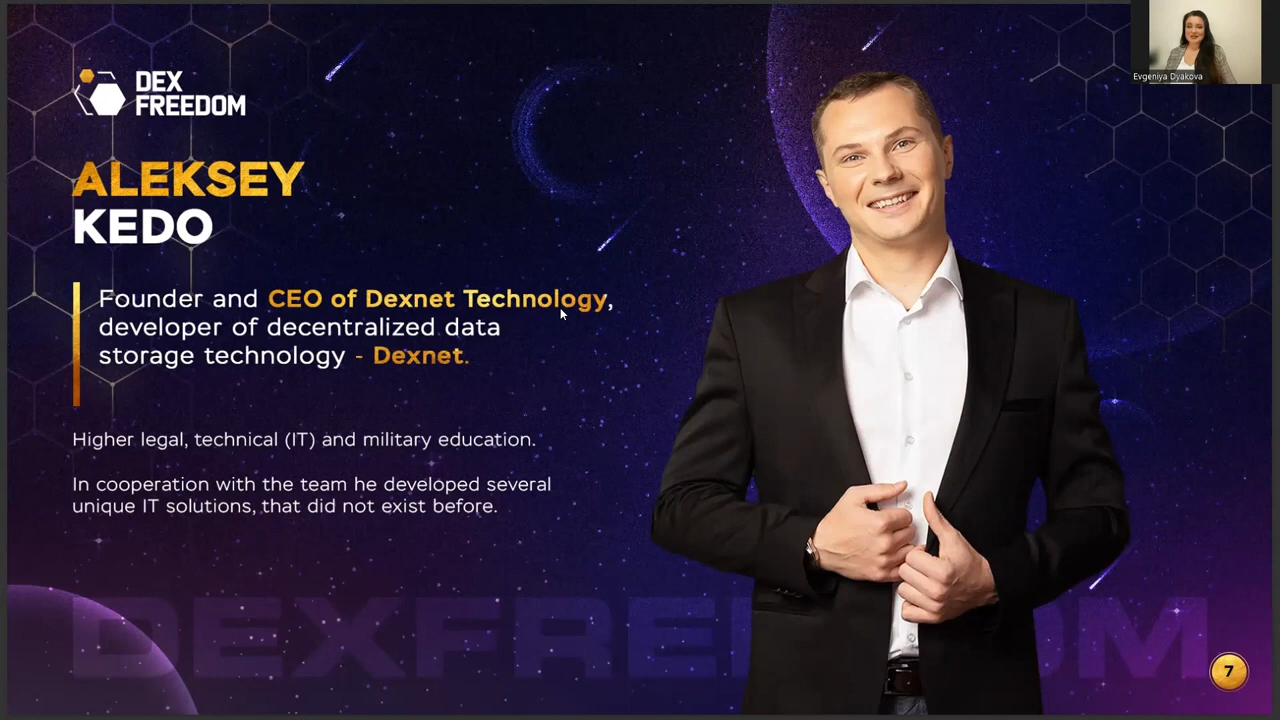 DEX
FREEDOM
Evgeniya Dyakova
ALEKSEY
KEDO
Founder and CEO of Dexnet Technology,
developer of decentralized data
storage technology - Dexnet.
Higher legal, technical (IT) and military education.
In cooperation with the team he developed several
unique IT solutions, that did not exist before.
DEXFREEDOM
7